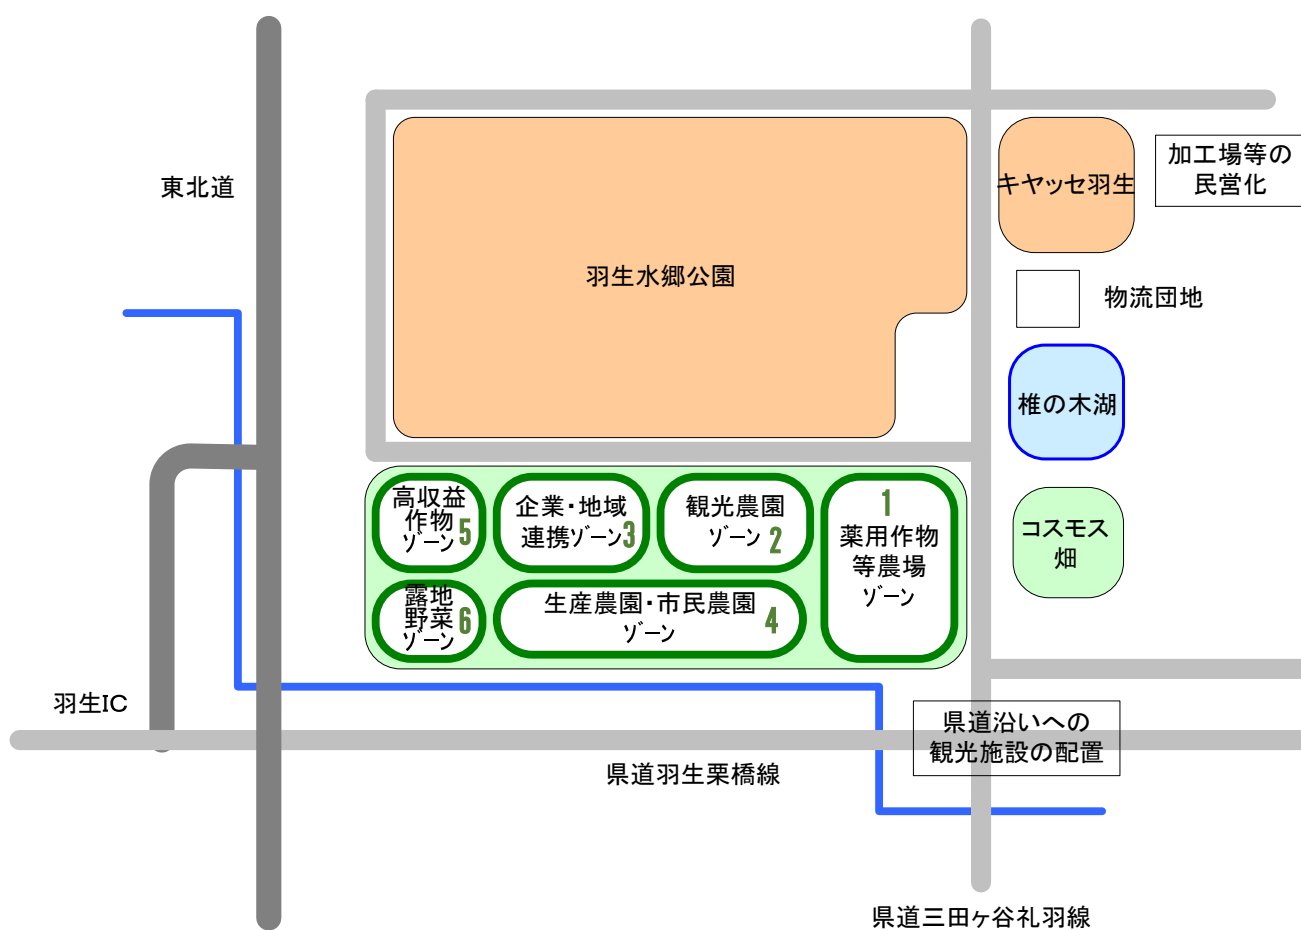 東北道
キヤッセ羽生
加工場等の
民営化
羽生水郷公園
物流団地
椎の木湖
高収益
作物
ゾーン 5
企業・地域
連携ゾーン3
観光農園
ゾーン 2
1
薬用作物
等農場
ゾーン
コスモス
畑
露地
野菜
ゾーン 6
生産農園・市民農園
ゾーン
4
羽生IC
県道沿いへの
観光施設の配置
県道羽生栗橋線
県道三田ヶ谷礼羽線